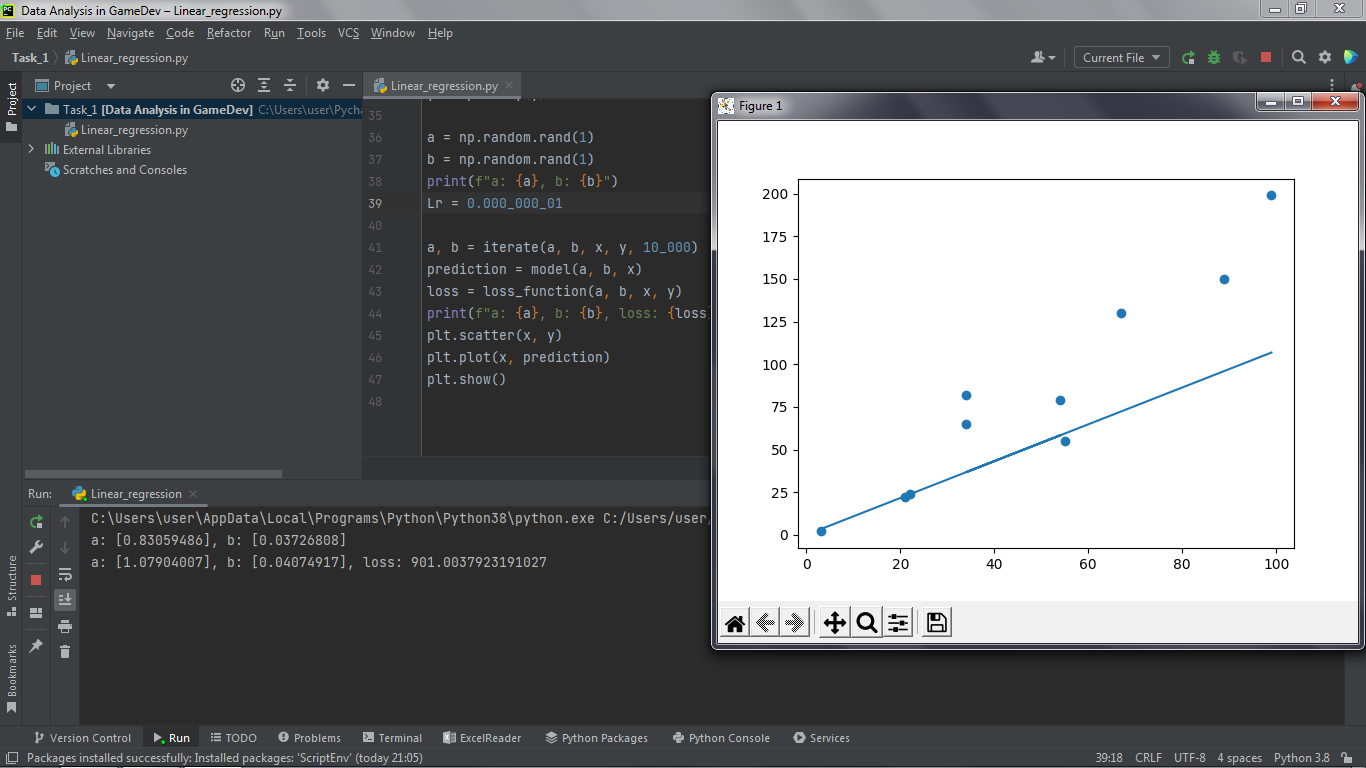 Data Analysis in GameDev – Linear_regression.py
File Edit View Navigate Code Refactor Run Tools VCS Window Help
Task_1 Linear_regression.py
Current File
Project
Project
Task_1 [Data Analysis in GameDev] C:\Users\user\Pycha
Linear_regression.py
External Libraries
Scratches and Consoles
Linear_regression.py
35
36 a = np.random.rand(1)
37 b = np.random.rand(1)
38 print(f"a: {a}, b: {b}")
39 Lr = 0.000_000_01
40
41 a, b = iterate(a, b, x, y, 10_000)
42 prediction = model(a, b, x)
43 loss = loss_function(a, b, x, y)
44 print(f"a: {a}, b: {b}, loss: {loss}
45 plt.scatter(x, y)
46 plt.plot(x, prediction)
47 plt.show()
48
Figure 1
200
175
150
125
100
75
50
25
0
0 20 40 60 80 100
Run: Linear_regression
C:\Users\user\AppData\Local\Programs\Python\Python38\python.exe C:/Users/user/
a: [0.83059486], b: [0.03726808]
a: [1.07904007], b: [0.04074917], loss: 901.0037923191027
Structure
Bookmarks
Version Control Run TODO Problems Terminal ExcelReader Python Packages Python Console Services
Packages installed successfully: Installed packages: 'ScriptEnv' (today 21:05)
39:18 CRLF UTF-8 4 spaces Python 3.8